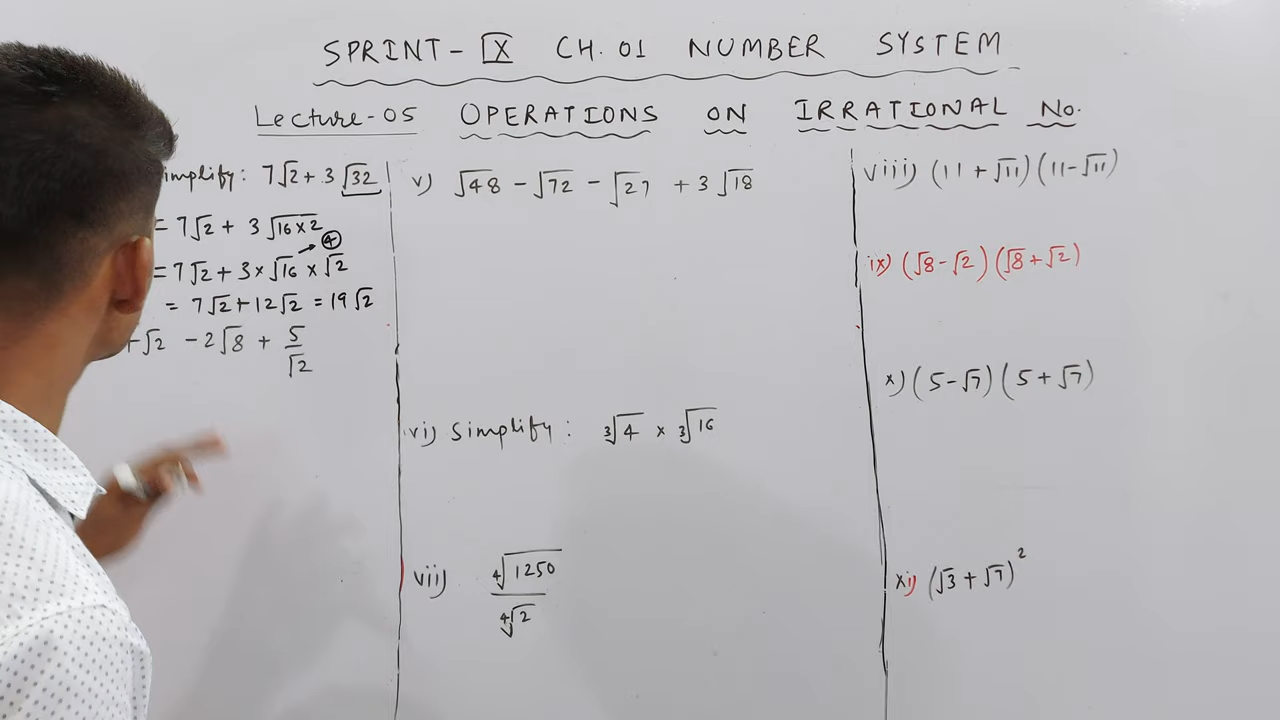 SPRINT-IX CH. 01 NUMBER SYSTEM
Lecture-05 OPERATIONS ON IRRATIONAL No.
implify: 7√2 + 3√32
= 7√2 + 3√16×2
= 7√2 + 3×√16 × √2
4
= 7√2 + 12√2 = 19√2
√2 - 2√8 + 5/√2
v) √48 - √72 - √27 + 3√18
vi) Simplify: ∛4 × ∛16
vii) ∜1250/∜2
viii) (11 + √11)(11 - √11)
ix) (√8 - √2)(√8 + √2)
x) (5 - √7)(5 + √7)
xi) (√3 + √7)²